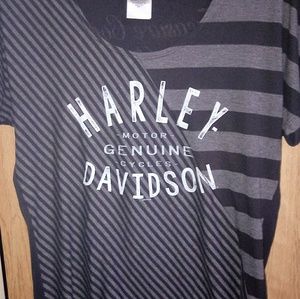 HARLEY
-MOTOR-
GENUINE
CYCLES-
DAVIDSON